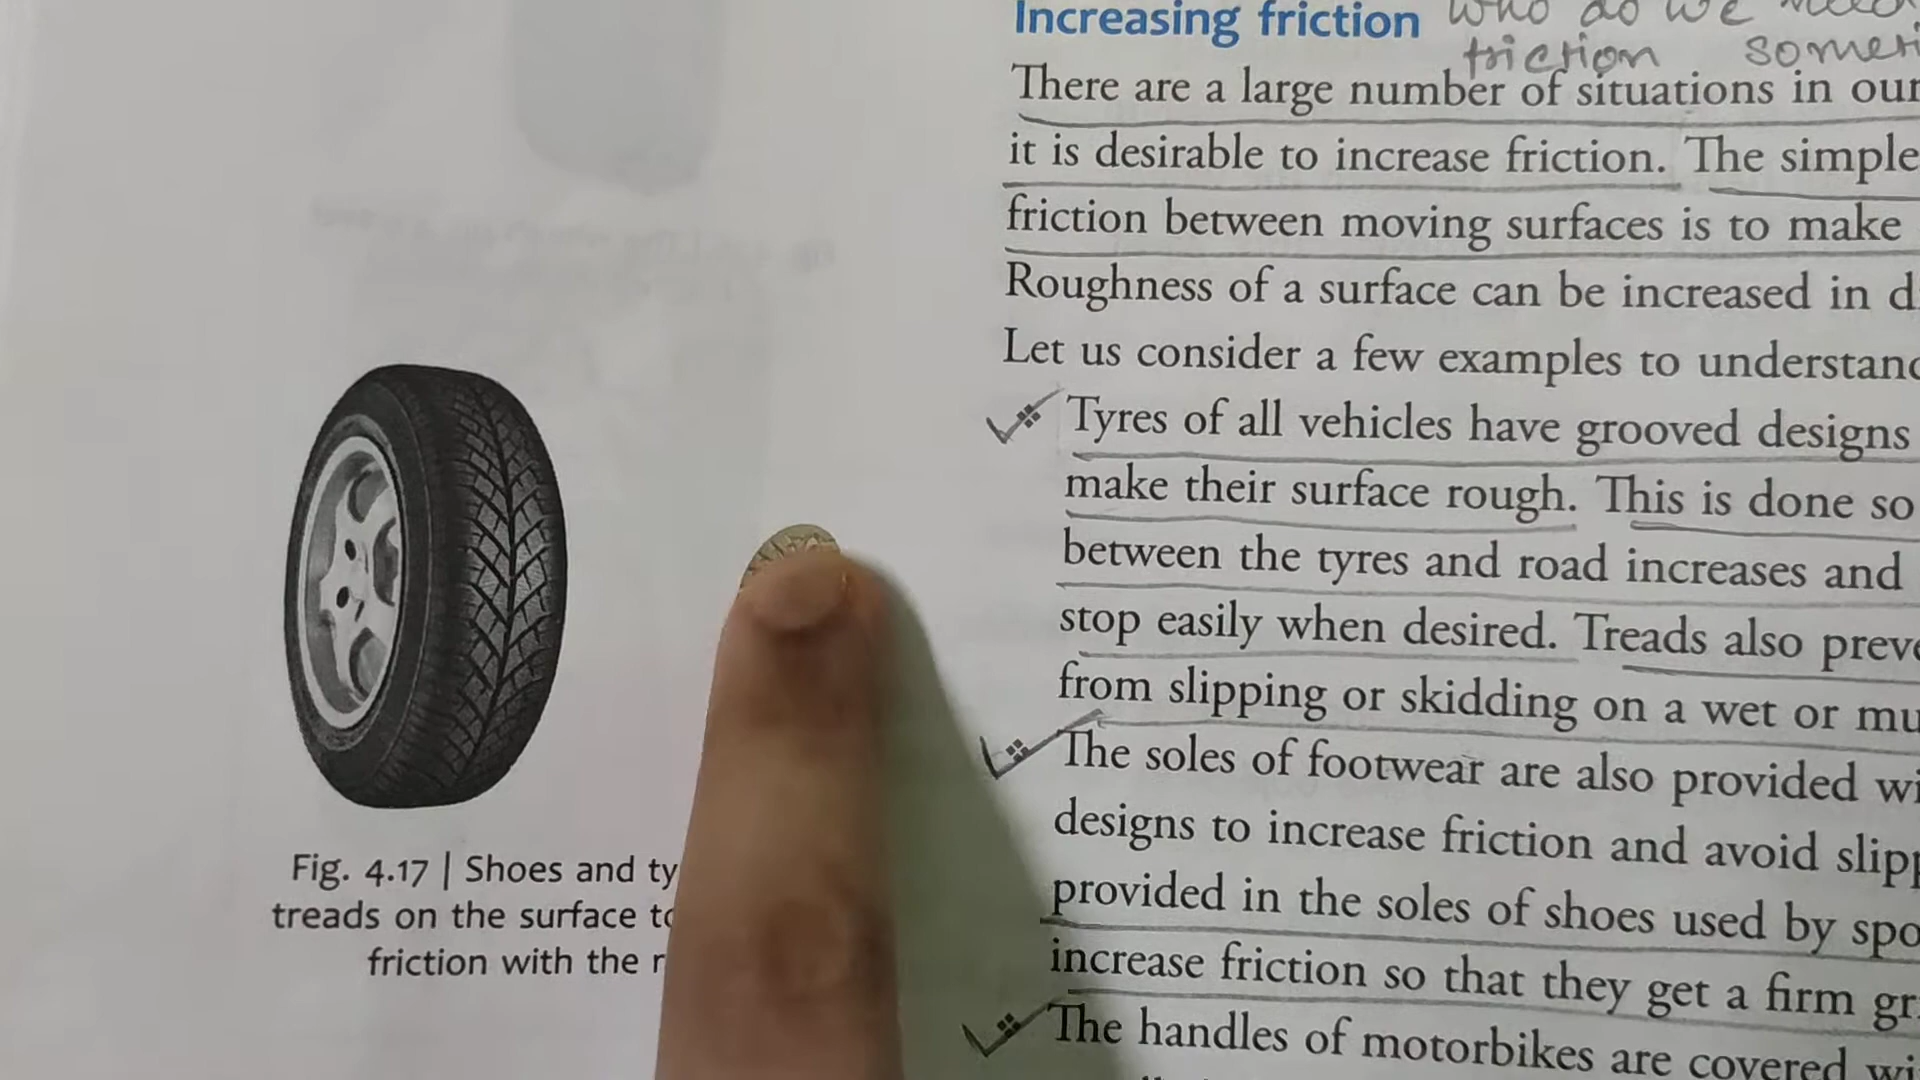 Increasing friction who do we need
friction
There are a large number of situations in our
it is desirable to increase friction. The simple
friction between moving surfaces is to make
Roughness of a surface can be increased in d
Let us consider a few examples to understand
Tyres of all vehicles have grooved designs
make their surface rough. This is done so
between the tyres and road increases and
stop easily when desired. Treads also preve
from slipping or skidding on a wet or mu
The soles of footwear are also provided wi
designs to increase friction and avoid slipp
provided in the soles of shoes used by spo
increase friction so that they get a firm gr
The handles of motorbikes are covered wi
Fig. 4.17 | Shoes and ty
treads on the surface to
friction with the r